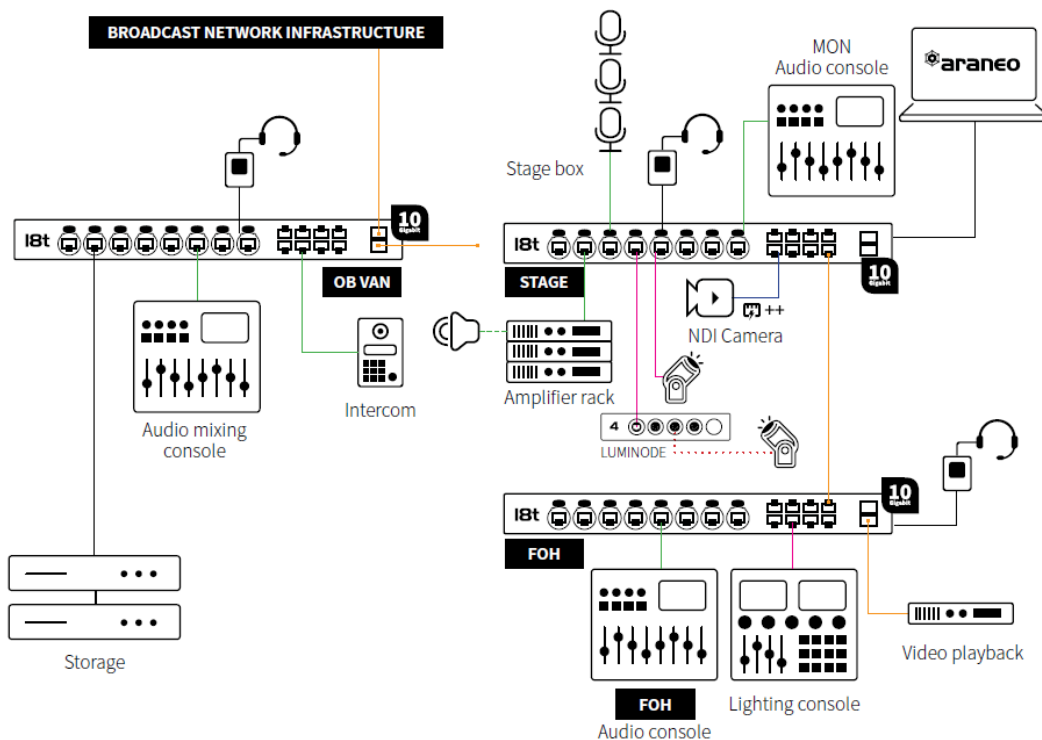 BROADCAST NETWORK INFRASTRUCTURE
MON
Audio console
araneo
Stage box
18t
10
Gigabit
OB VAN
18t
STAGE
10
Gigabit
++
NDI Camera
Audio mixing
console
Intercom
Amplifier rack
4
LUMINODE
18t
10
Gigabit
FOH
Storage
FOH
Audio console
Lighting console
Video playback